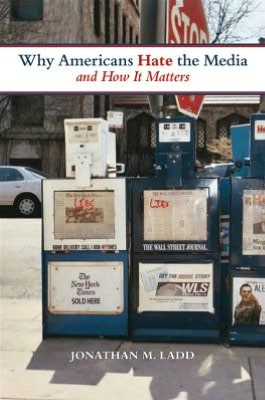 Why Americans Hate the Media
and How It Matters
LIES
LIES
HOME DELIVERY CALL 1-800-NYTIMES
THE WALL STREET JOURNAL
The
New York
Times
SOLD HERE
GET THE INSIDE STORY
WLS
JONATHAN M. LADD